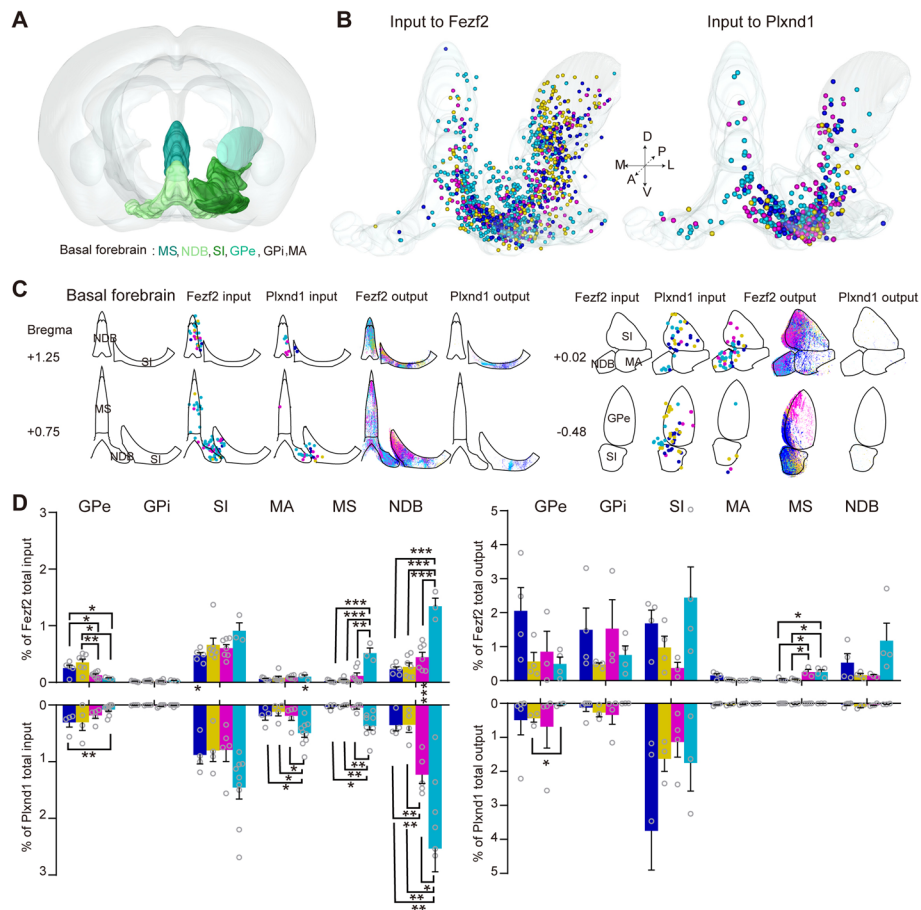 A
Basal forebrain : MS, NDB, SI, GPe, GPi, MA
B
Input to Fezf2
Input to Plxnd1
D
P
M
L
A
V
C
Basal forebrain
Fezf2 input
Plxnd1 input
Fezf2 output
Plxnd1 output
Fezf2 input
Plxnd1 input
Fezf2 output
Plxnd1 output
Bregma
+1.25
NDB
SI
+0.75
MS
NDB
SI
+0.02
SI
NDB
MA
-0.48
GPe
SI
D
GPe
GPi
SI
MA
MS
NDB
% of Fezf2 total input
3
2
1
0
*
*
*
**
***
***
**
***
***
***
*
*
% of Plxnd1 total input
0
1
2
3
**
*
*
*
**
**
*
**
**
*
**
**
GPe
GPi
SI
MA
MS
NDB
% of Fezf2 total output
5
4
3
2
1
0
*
*
*
% of Plxnd1 total output
0
1
2
3
4
5
*